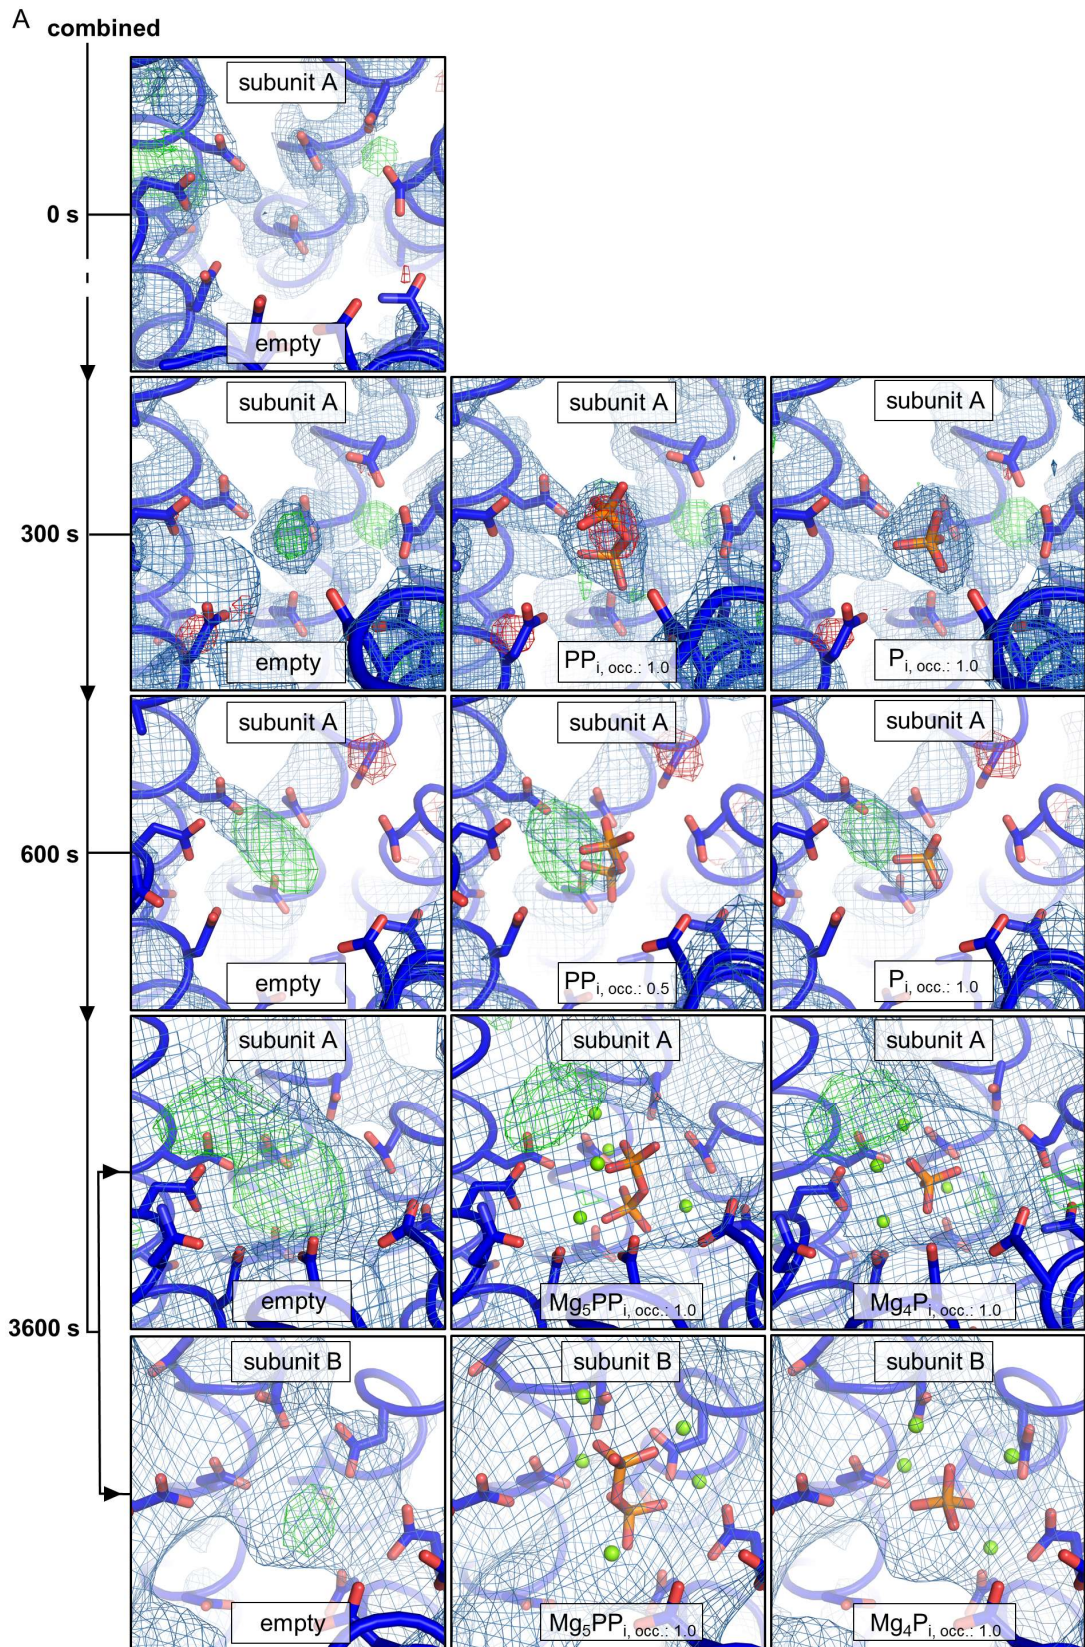 A
combined
subunit A
0 s
empty
subunit A
subunit A
subunit A
300 s
empty
PPi, occ.: 1.0
Pi, occ.: 1.0
subunit A
subunit A
subunit A
600 s
empty
PPi, occ.: 0.5
Pi, occ.: 1.0
subunit A
subunit A
subunit A
empty
Mg5PPi, occ.: 1.0
Mg4Pi, occ.: 1.0
3600 s
subunit B
subunit B
subunit B
empty
Mg5PPi, occ.: 1.0
Mg4Pi, occ.: 1.0